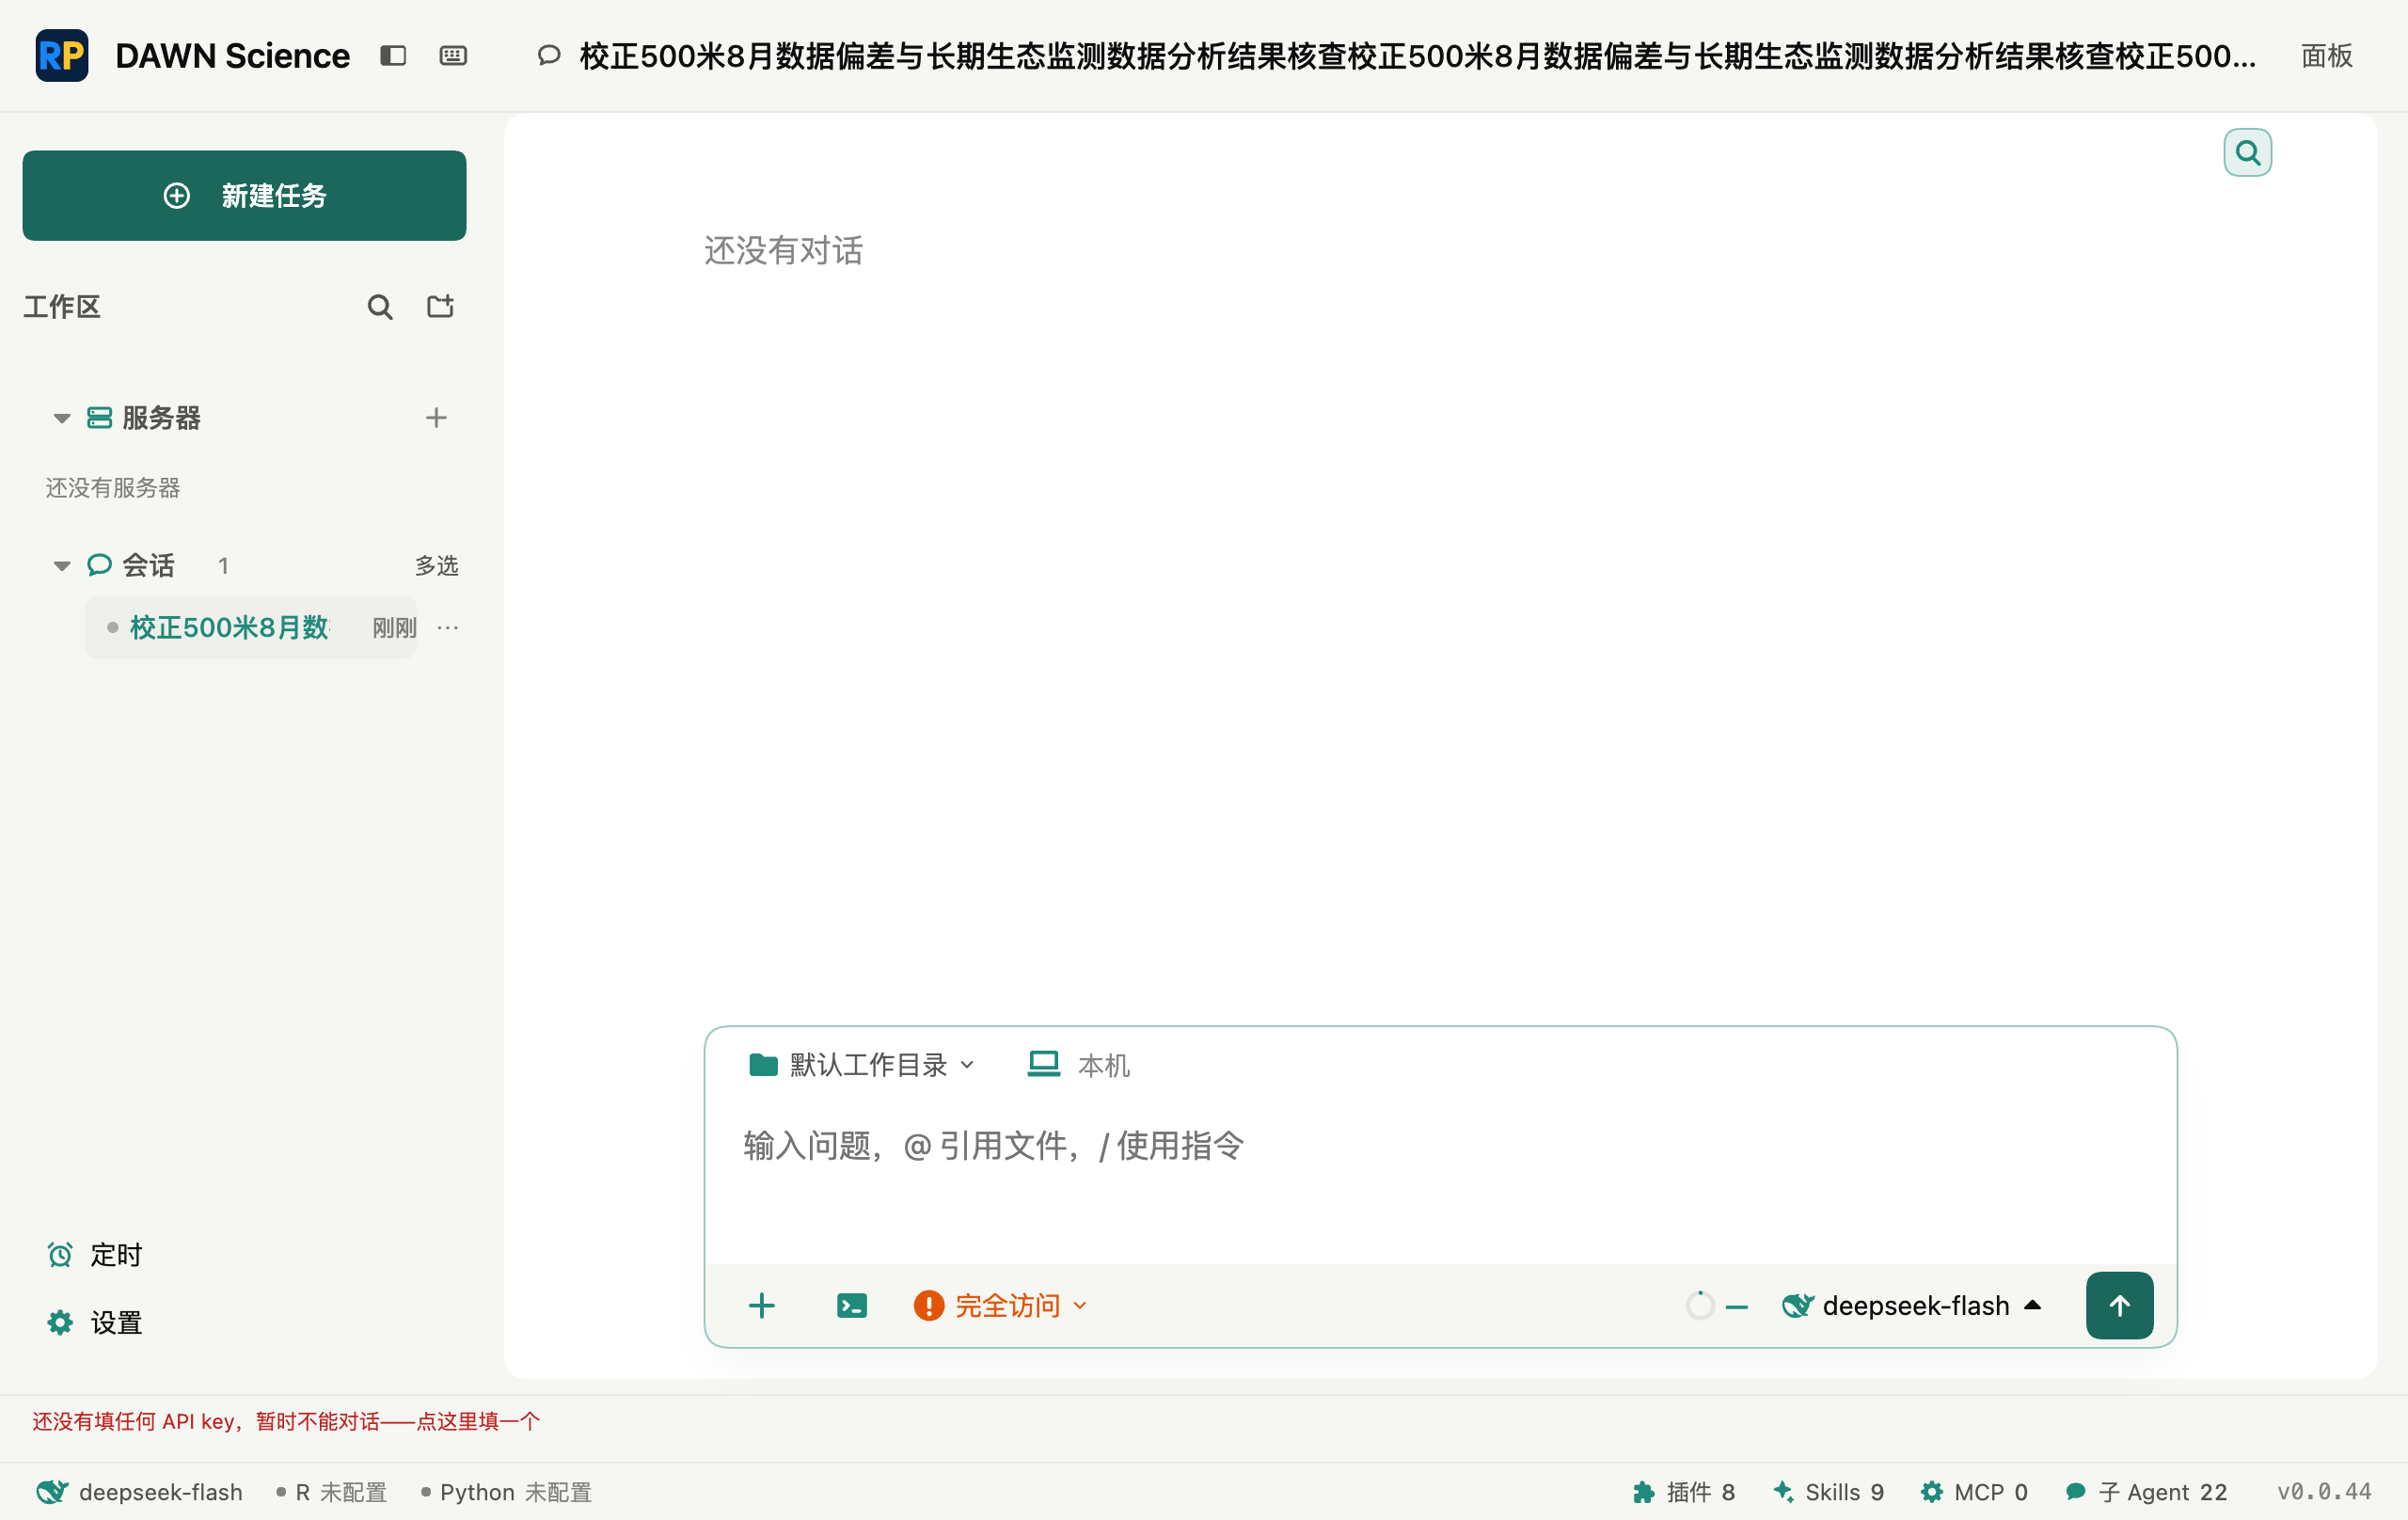 RP DAWN Science
校正500米8月数据偏差与长期生态监测数据分析结果核查校正500米8月数据偏差与长期生态监测数据分析结果核查校正500...
面板
新建任务
工作区
服务器
还没有服务器
会话 1 多选
校正500米8月数 刚刚 ...
定时
设置
还没有对话
默认工作目录 本机
输入问题，@ 引用文件，/ 使用指令
完全访问
deepseek-flash
还没有填任何 API key，暂时不能对话——点这里填一个
deepseek-flash R 未配置 Python 未配置
插件 8 Skills 9 MCP 0 子 Agent 22 v0.0.44